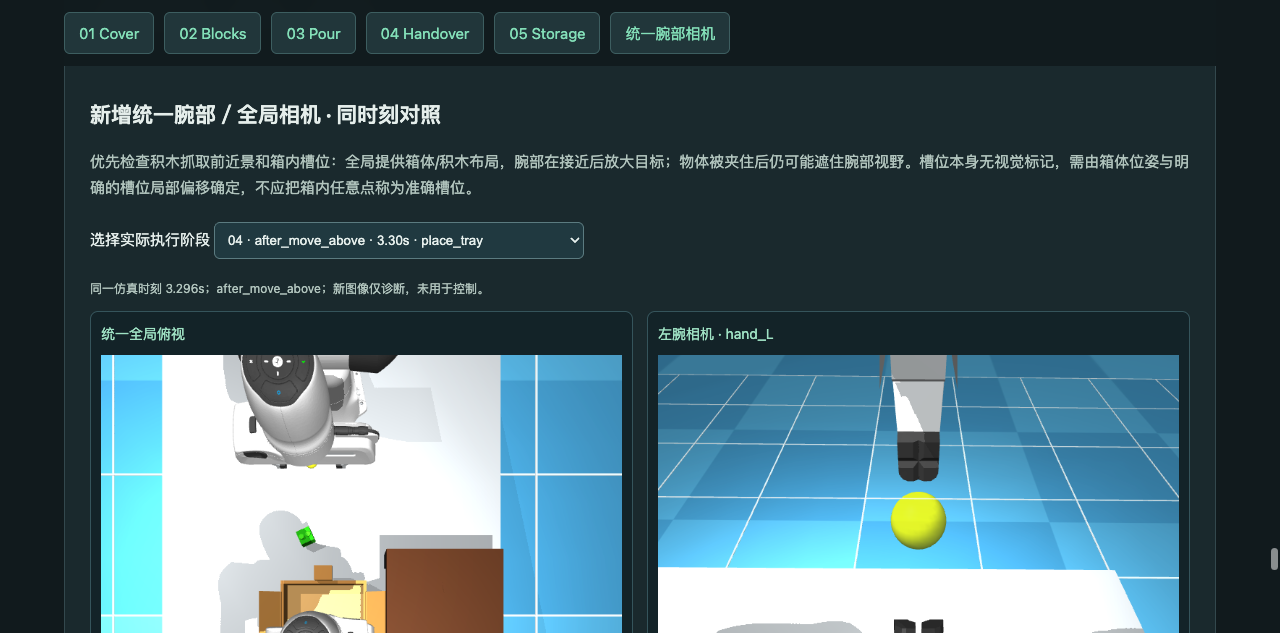 01 Cover
02 Blocks
03 Pour
04 Handover
05 Storage
统一腕部相机
新增统一腕部 / 全局相机 · 同时刻对照
优先检查积木抓取前近景和箱内槽位：全局提供箱体/积木布局，腕部在接近后放大目标；物体被夹住后仍可能遮住腕部视野。槽位本身无视觉标记，需由箱体位姿与明
确的槽位局部偏移确定，不应把箱内任意点称为准确槽位。
选择实际执行阶段
04 · after_move_above · 3.30s · place_tray
同一仿真时刻 3.296s；after_move_above；新图像仅诊断，未用于控制。
统一全局俯视
左腕相机 · hand_L